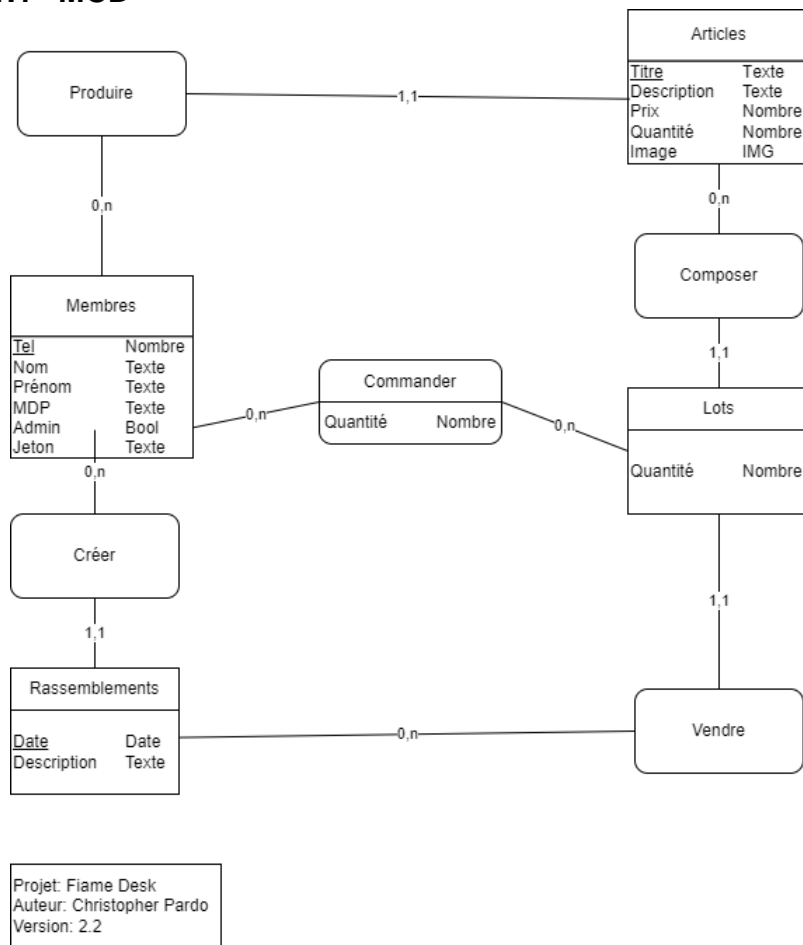 Articles
Titre Texte
Description Texte
Prix Nombre
Quantité Nombre
Image IMG
Produire
1,1
0,n
0,n
Composer
Membres
Tel Nombre
Nom Texte
Prénom Texte
MDP Texte
Admin Bool
Jeton Texte
1,1
Commander
Quantité Nombre
0,n
0,n
Lots
Quantité Nombre
0,n
Créer
1,1
1,1
Rassemblements
Date Date
Description Texte
0,n
Vendre
Projet: Fiame Desk
Auteur: Christopher Pardo
Version: 2.2